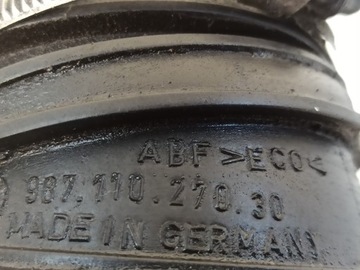 ABF >ECO<
987.110.270.30
MADE IN GERMANY